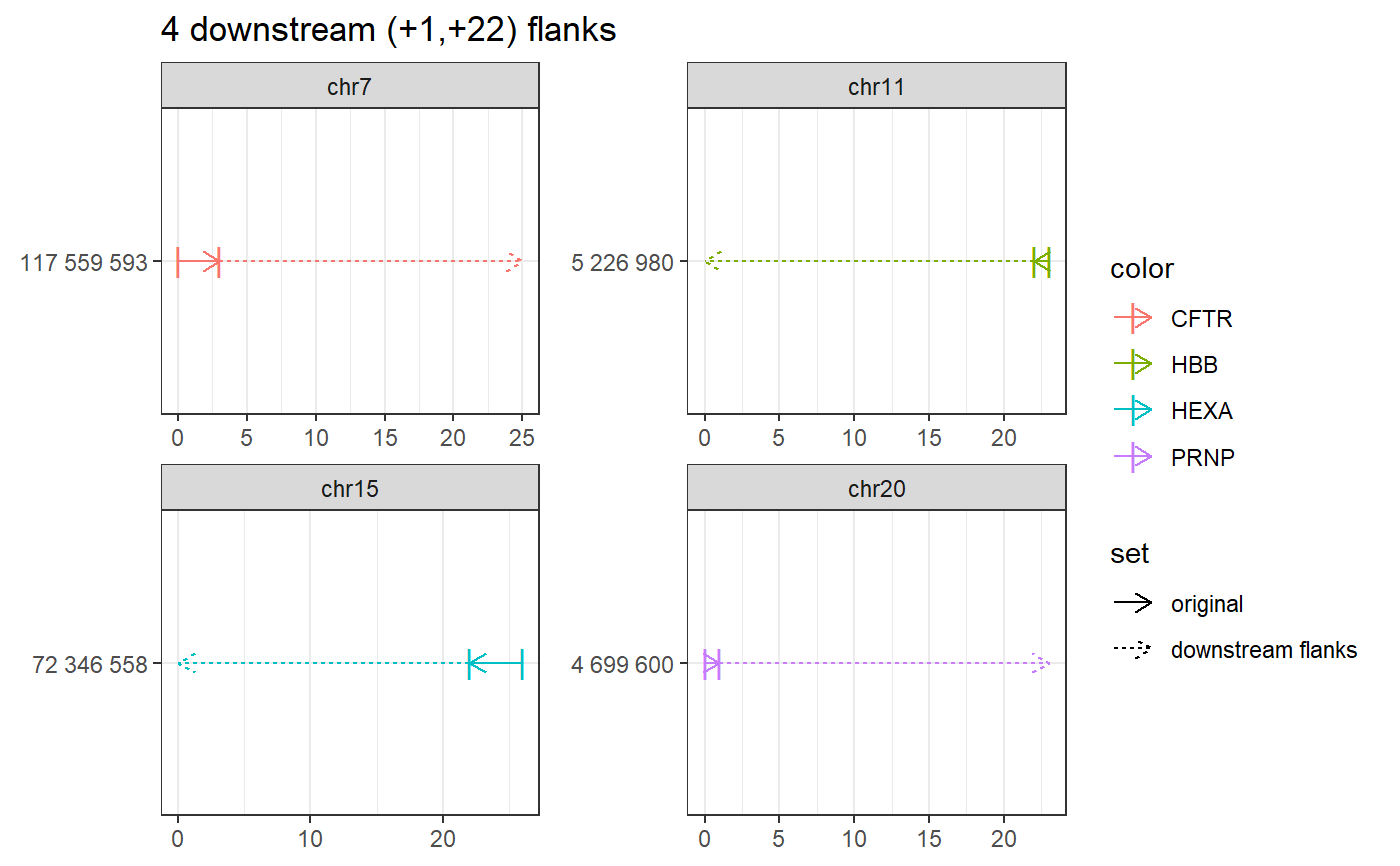 4 downstream (+1,+22) flanks
chr7
chr11
117 559 593
5 226 980
0 5 10 15 20 25
0 5 10 15 20
chr15
chr20
72 346 558
4 699 600
0 10 20
0 5 10 15 20
color
CFTR
HBB
HEXA
PRNP
set
original
downstream flanks